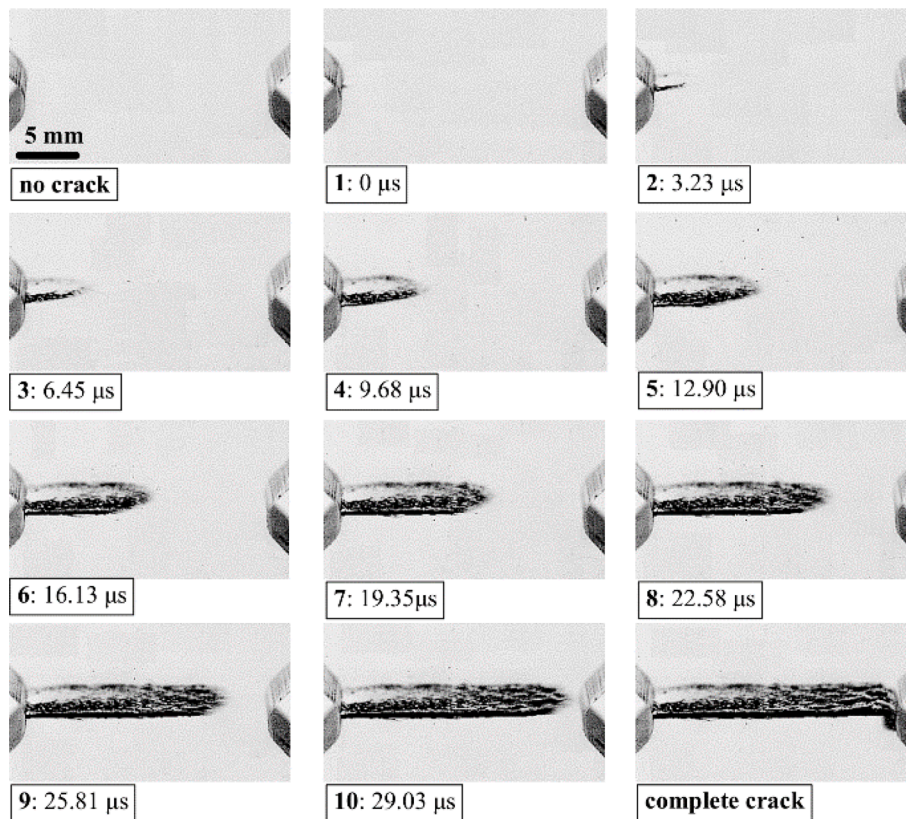 5 mm
no crack
1: 0 μs
2: 3.23 μs
3: 6.45 μs
4: 9.68 μs
5: 12.90 μs
6: 16.13 μs
7: 19.35μs
8: 22.58 μs
9: 25.81 μs
10: 29.03 μs
complete crack